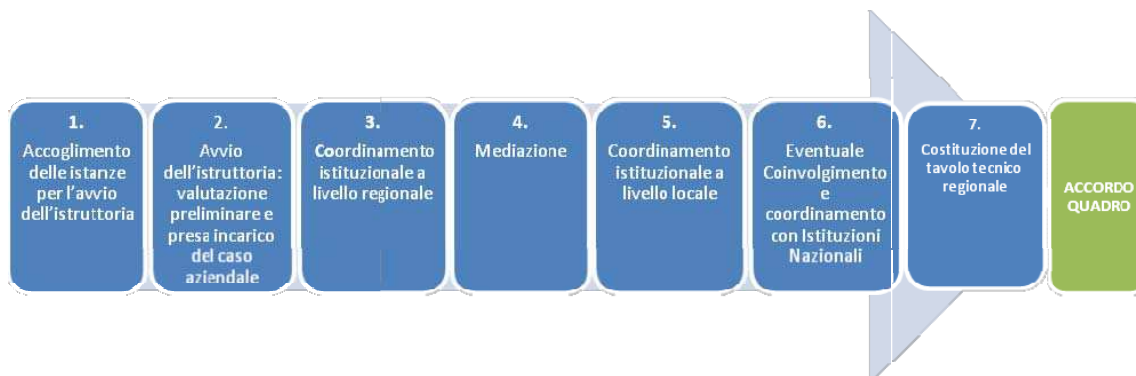 1.
Accoglimento
delle istanze
per l'avvio
dell'istruttoria
2.
Avvio
dell'istruttoria:
valutazione
preliminare e
presa incarico
del caso
aziendale
3.
Coordinamento
istituzionale a
livello regionale
4.
Mediazione
5.
Coordinamento
istituzionale a
livello locale
6.
Eventuale
Coinvolgimento
e
coordinamento
con Istituzioni
Nazionali
7.
Costituzione del
tavolo tecnico
regionale
ACCORDO
QUADRO